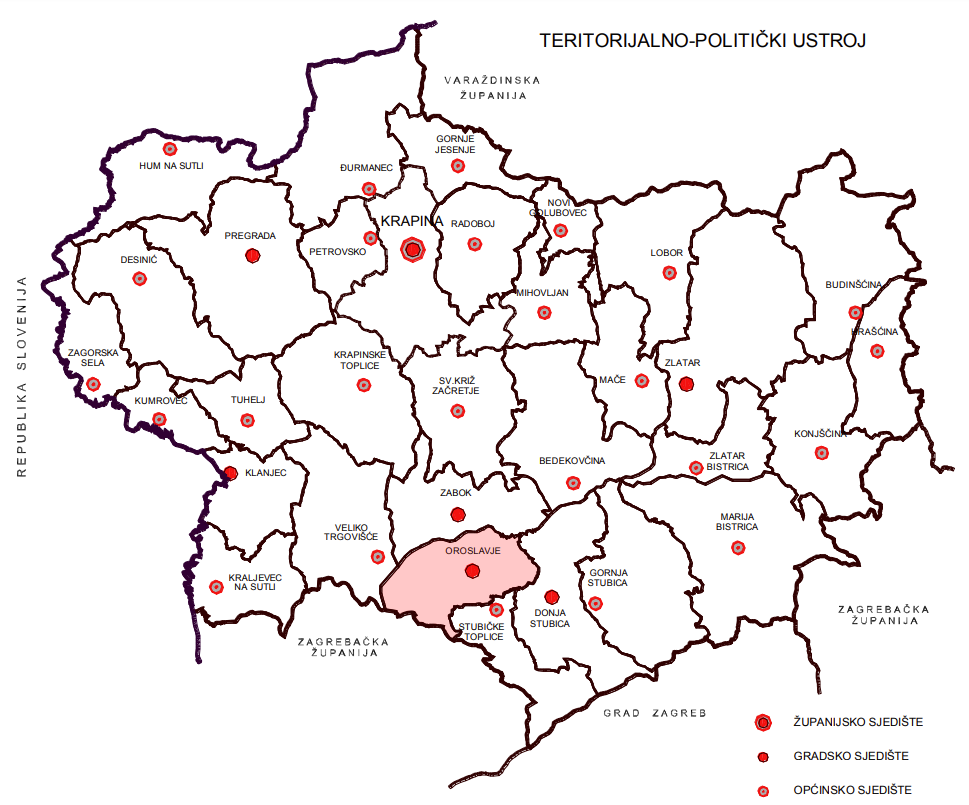 TERITORIJALNO-POLITIČKI USTROJ
VARAŽDINSKA
ŽUPANIJA
GORNJE
JESENJE
HUM NA SUTLI
ĐURMANEC
NOVI
GOLUBOVEC
KRAPINA
RADOBOJ
PREGRADA
PETROVSKO
LOBOR
DESINIĆ
BUDINŠĆINA
MIHOVLJAN
HRAŠĆINA
REPUBLIKA SLOVENIJA
ZAGORSKA
SELA
KRAPINSKE
TOPLICE
ZLATAR
MAČE
SV.KRIŽ
ZAČRETJE
KUMROVEC
TUHELJ
KONJŠČINA
BEDEKOVČINA
ZLATAR
BISTRICA
KLANJEC
ZABOK
MARIJA
BISTRICA
VELIKO
TRGOVIŠĆE
OROSLAVJE
KRALJEVEC
NA SUTLI
GORNJA
STUBICA
DONJA
STUBICA
STUBIČKE
TOPLICE
ZAGREBAČKA
ŽUPANIJA
ZAGREBAČKA
ŽUPANIJA
GRAD ZAGREB
ŽUPANIJSKO SJEDIŠTE
GRADSKO SJEDIŠTE
OPĆINSKO SJEDIŠTE